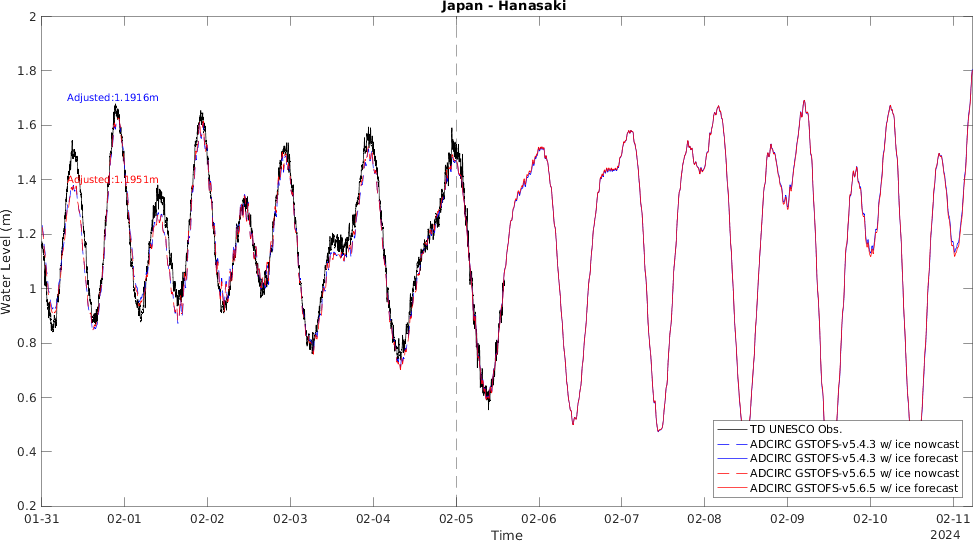 Japan - Hanasaki
2
1.8
1.6
1.4
1.2
1
0.8
0.6
0.4
0.2
Water Level (m)
Adjusted:1.1916m
Adjusted:1.1951m
TD UNESCO Obs.
ADCIRC GSTOFS-v5.4.3 w/ ice nowcast
ADCIRC GSTOFS-v5.4.3 w/ ice forecast
ADCIRC GSTOFS-v5.6.5 w/ ice nowcast
ADCIRC GSTOFS-v5.6.5 w/ ice forecast
01-31 02-01 02-02 02-03 02-04 02-05 02-06 02-07 02-08 02-09 02-10 02-11
2024
Time